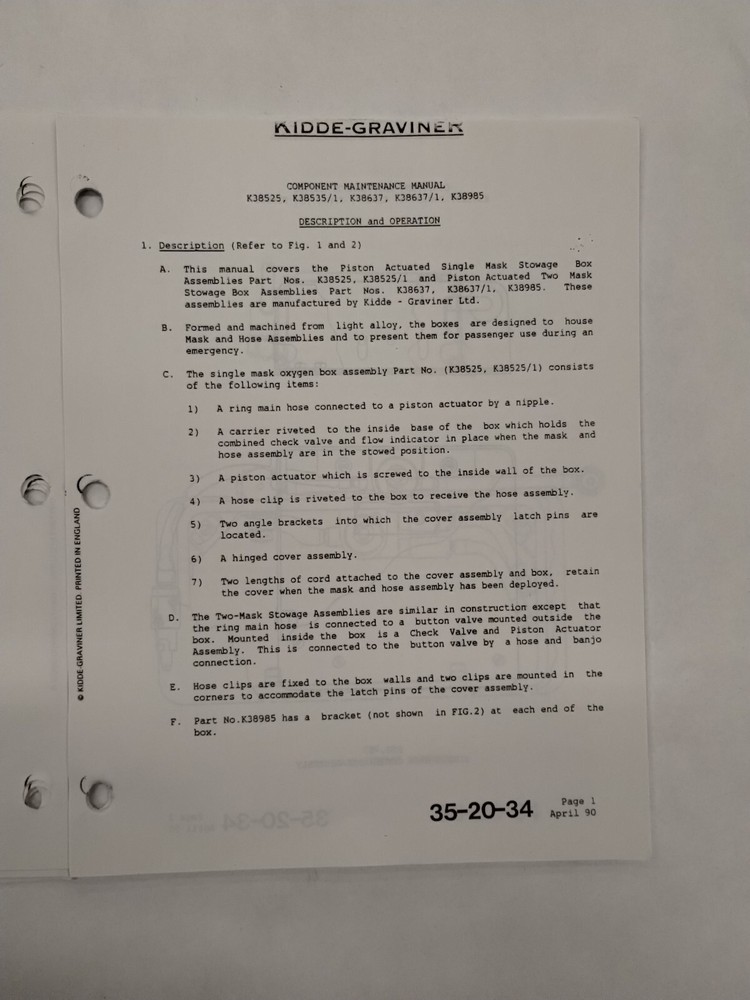 KIDDE-GRAVINER
COMPONENT MAINTENANCE MANUAL
K38525, K38535/1, K38637, K38637/1, K38985
DESCRIPTION and OPERATION
1. Description (Refer to Fig. 1 and 2)
A. This manual covers the Piston Actuated Single Mask Stowage Box
Assemblies Part Nos. K38525, K38525/1 and Piston Actuated Two Mask
Stowage Box Assemblies Part Nos. K38637, K38637/1, K38985. These
assemblies are manufactured by Kidde - Graviner Ltd.
B. Formed and machined from light alloy, the boxes are designed to house
Mask and Hose Assemblies and to present them for passenger use during an
emergency.
C. The single mask oxygen box assembly Part No. (K38525, K38525/1) consists
of the following items:
1) A ring main hose connected to a piston actuator by a nipple.
2) A carrier riveted to the inside base of the box which holds the
combined check valve and flow indicator in place when the mask and
hose assembly are in the stowed position.
3) A piston actuator which is screwed to the inside wall of the box.
4) A hose clip is riveted to the box to receive the hose assembly.
5) Two angle brackets into which the cover assembly latch pins are
located.
6) A hinged cover assembly.
7) Two lengths of cord attached to the cover assembly and box, retain
the cover when the mask and hose assembly has been deployed.
D. The Two-Mask Stowage Assemblies are similar in construction except that
the ring main hose is connected to a button valve mounted outside the
box. Mounted inside the box is a Check Valve and Piston Actuator
Assembly. This is connected to the button valve by a hose and banjo
connection.
E. Hose clips are fixed to the box walls and two clips are mounted in the
corners to accommodate the latch pins of the cover assembly.
F. Part No.K38985 has a bracket (not shown in FIG.2) at each end of the
box.
© KIDDE-GRAVINER LIMITED. PRINTED IN ENGLAND
35-20-34
Page 1
April 90